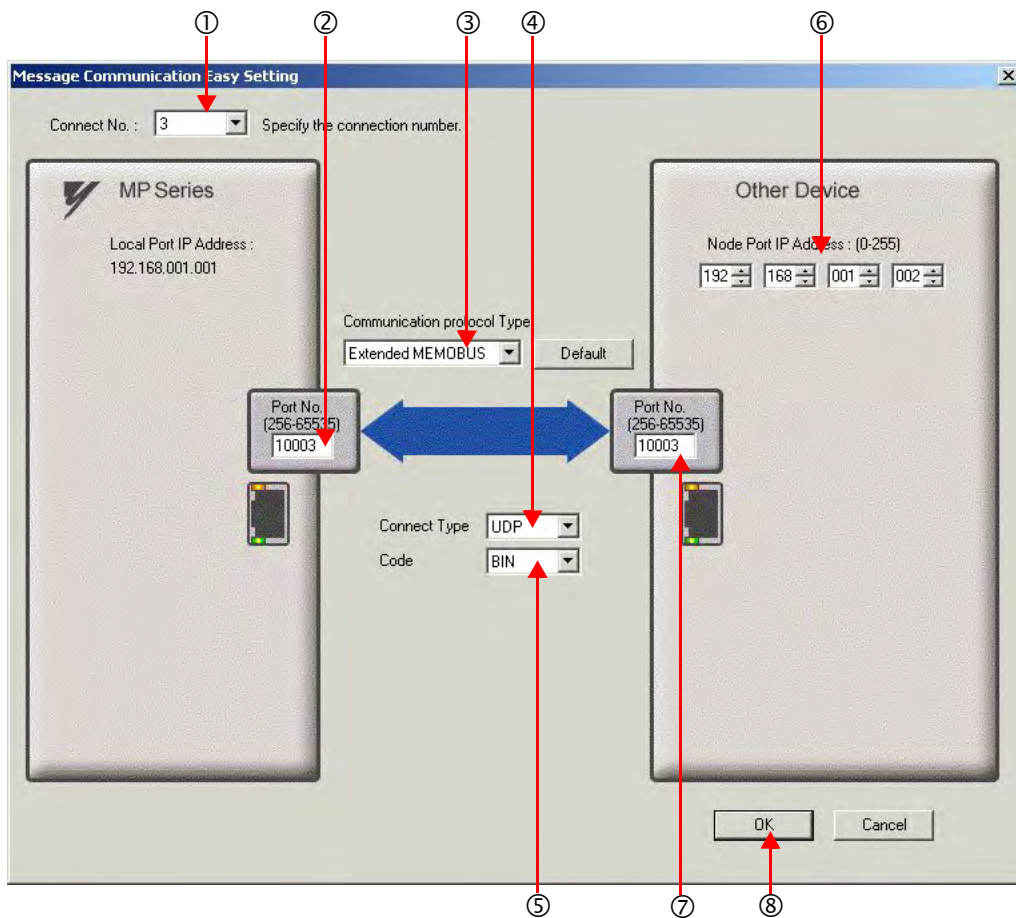 ① ② ③ ④ ⑥
Message Communication Easy Setting
Connect No. : 3 Specify the connection number.
MP Series
Local Port IP Address :
192.168.001.001
Other Device
Node Port IP Address : (0-255)
192 168 001 002
Communication protocol Type
Extended MEMOBUS Default
Port No.
(256-65535)
10003
Port No.
(256-65535)
10003
Connect Type UDP
Code BIN
OK Cancel
⑤ ⑦ ⑧